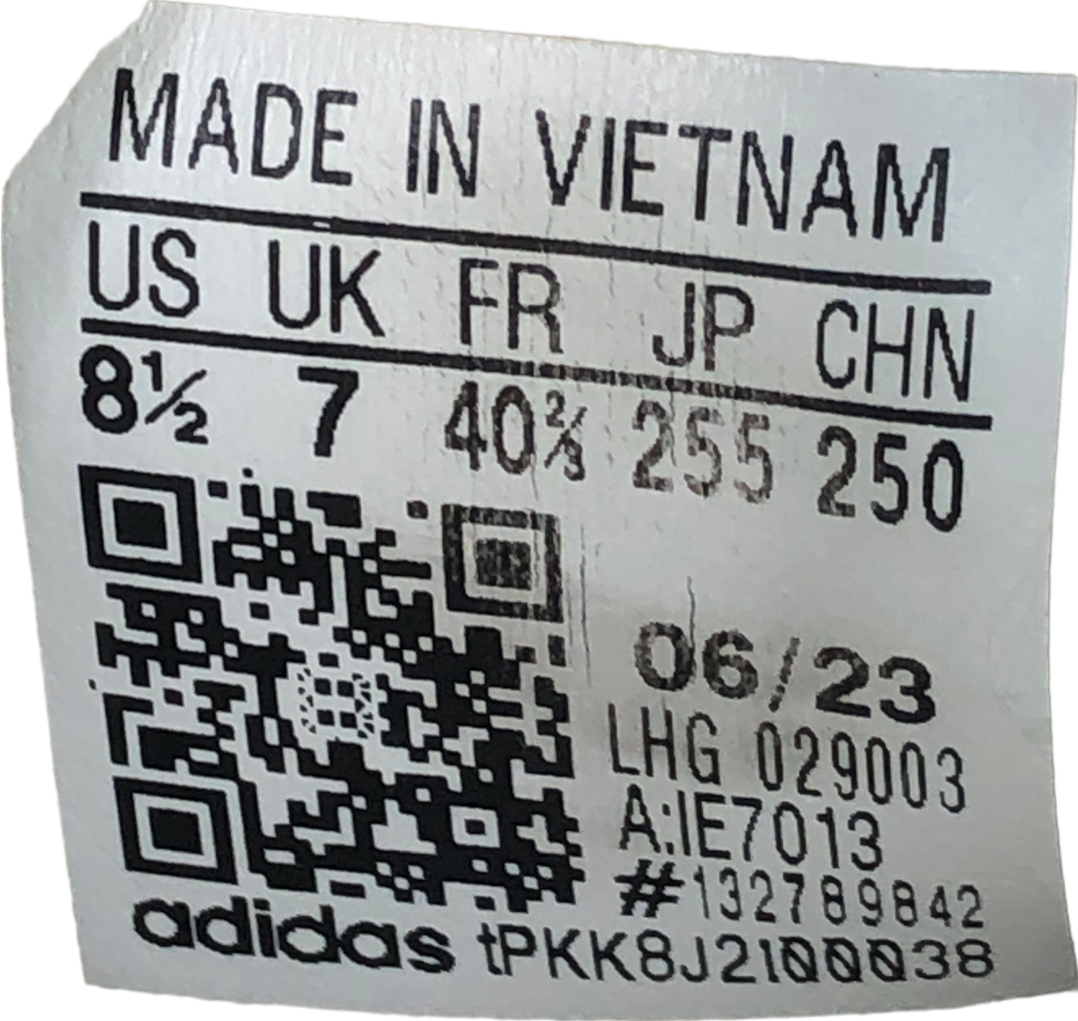 MADE IN VIETNAM
US UK FR JP CHN
8½ 7 40⅔ 255 250
06/23
LHG 029003
A:IE7013
#132789842
adidas tPKK8J2100038